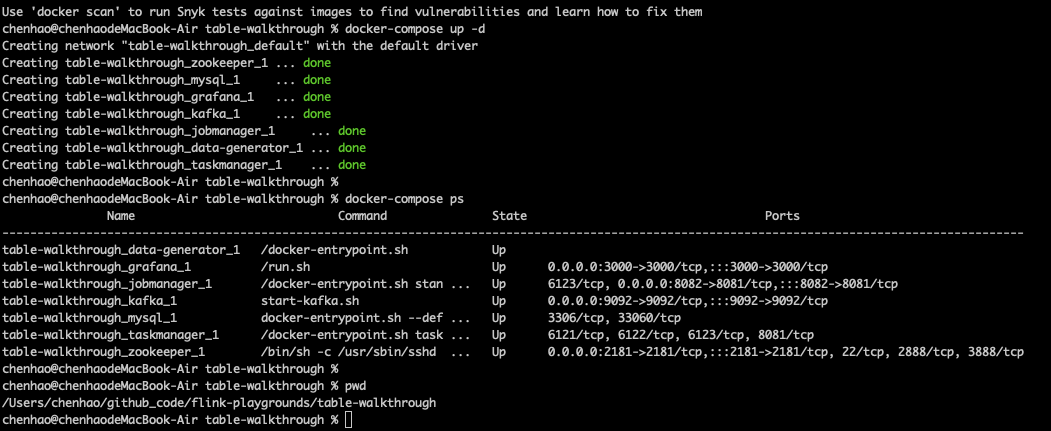 Use 'docker scan' to run Snyk tests against images to find vulnerabilities and learn how to fix them
chenhao@chenhaodeMacBook-Air table-walkthrough % docker-compose up -d
Creating network "table-walkthrough_default" with the default driver
Creating table-walkthrough_zookeeper_1 ... done
Creating table-walkthrough_mysql_1     ... done
Creating table-walkthrough_grafana_1   ... done
Creating table-walkthrough_kafka_1     ... done
Creating table-walkthrough_jobmanager_1     ... done
Creating table-walkthrough_data-generator_1 ... done
Creating table-walkthrough_taskmanager_1    ... done
chenhao@chenhaodeMacBook-Air table-walkthrough %
chenhao@chenhaodeMacBook-Air table-walkthrough % docker-compose ps
Name Command State Ports
------------------------------------------------------------------------------------------------------------------------------------------------
table-walkthrough_data-generator_1   /docker-entrypoint.sh            Up
table-walkthrough_grafana_1          /run.sh                          Up      0.0.0.0:3000->3000/tcp,:::3000->3000/tcp
table-walkthrough_jobmanager_1       /docker-entrypoint.sh stan ...   Up      6123/tcp, 0.0.0.0:8082->8081/tcp,:::8082->8081/tcp
table-walkthrough_kafka_1            start-kafka.sh                   Up      0.0.0.0:9092->9092/tcp,:::9092->9092/tcp
table-walkthrough_mysql_1            docker-entrypoint.sh --def ...   Up      3306/tcp, 33060/tcp
table-walkthrough_taskmanager_1      /docker-entrypoint.sh task ...   Up      6121/tcp, 6122/tcp, 6123/tcp, 8081/tcp
table-walkthrough_zookeeper_1        /bin/sh -c /usr/sbin/sshd  ...   Up      0.0.0.0:2181->2181/tcp,:::2181->2181/tcp, 22/tcp, 2888/tcp, 3888/tcp
chenhao@chenhaodeMacBook-Air table-walkthrough %
chenhao@chenhaodeMacBook-Air table-walkthrough % pwd
/Users/chenhao/github_code/flink-playgrounds/table-walkthrough
chenhao@chenhaodeMacBook-Air table-walkthrough %